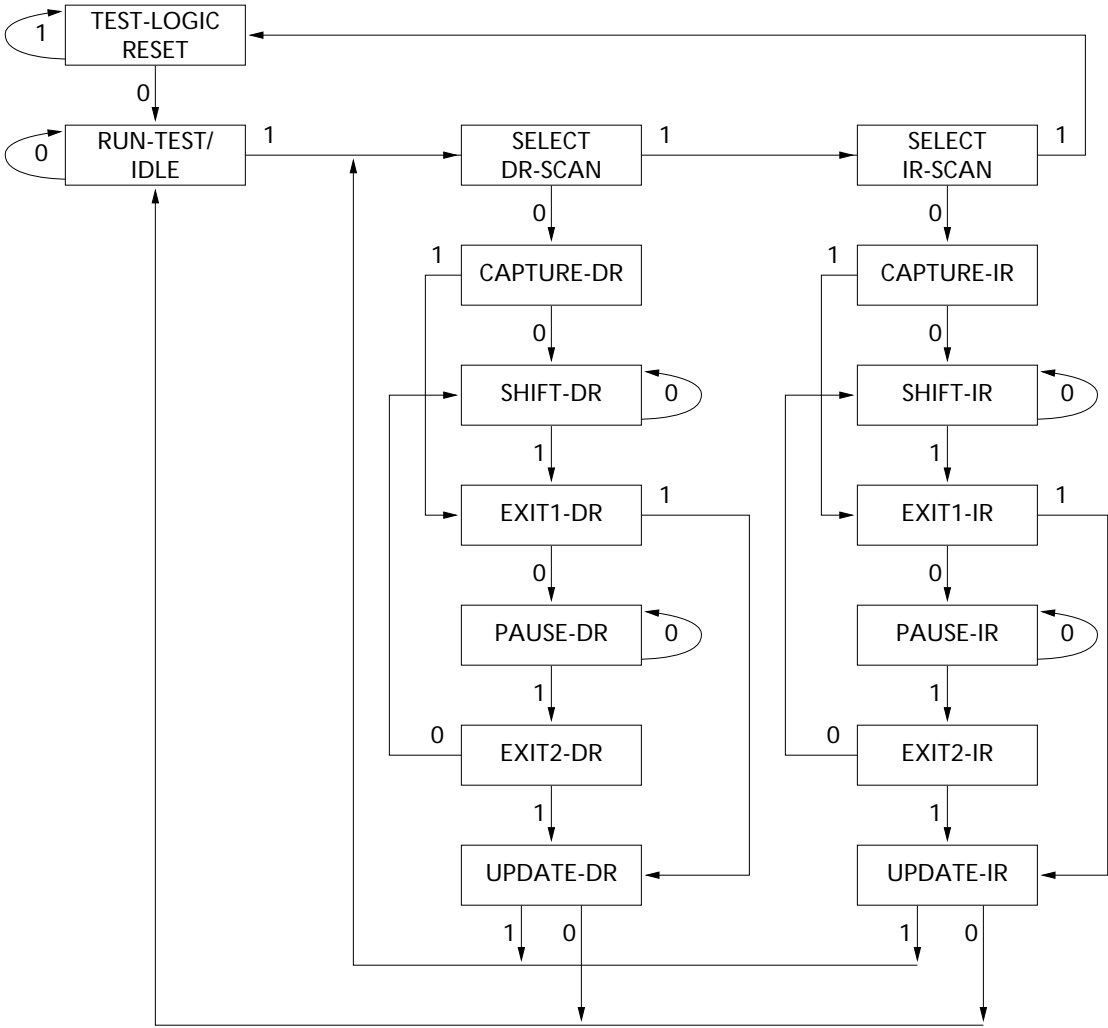 TEST-LOGIC
RESET
1
0
RUN-TEST/
IDLE
0
1
SELECT
DR-SCAN
1
SELECT
IR-SCAN
1
0
0
1
CAPTURE-DR
1
CAPTURE-IR
0
0
SHIFT-DR
0
SHIFT-IR
0
1
1
EXIT1-DR
1
EXIT1-IR
1
0
0
PAUSE-DR
0
PAUSE-IR
0
1
1
0
EXIT2-DR
0
EXIT2-IR
1
1
UPDATE-DR
UPDATE-IR
1
0
1
0